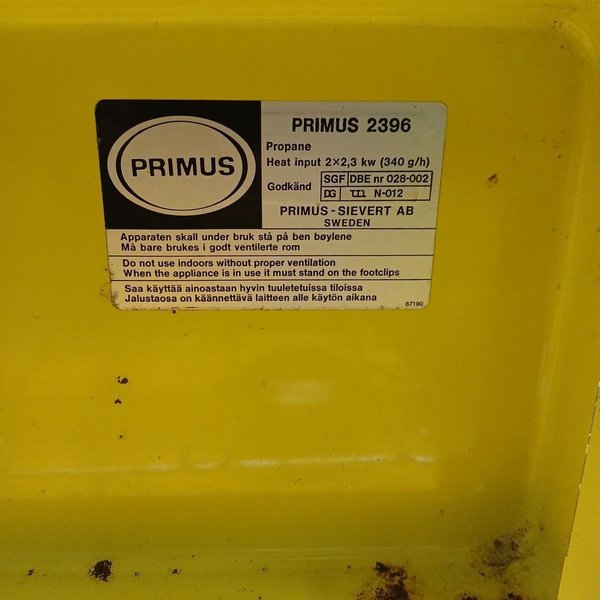 PRIMUS
PRIMUS 2396
Propane
Heat input 2×2,3 kw (340 g/h)
Godkänd SGF DBE nr 028-002
DG N-012
PRIMUS - SIEVERT AB
SWEDEN
Apparaten skall under bruk stå på ben bøylene
Må bare brukes i godt ventilerte rom
Do not use indoors without proper ventilation
When the appliance is in use it must stand on the footclips
Saa käyttää ainoastaan hyvin tuuletetuissa tiloissa
Jalustaosa on käännettävä laitteen alle käytön aikana
67190